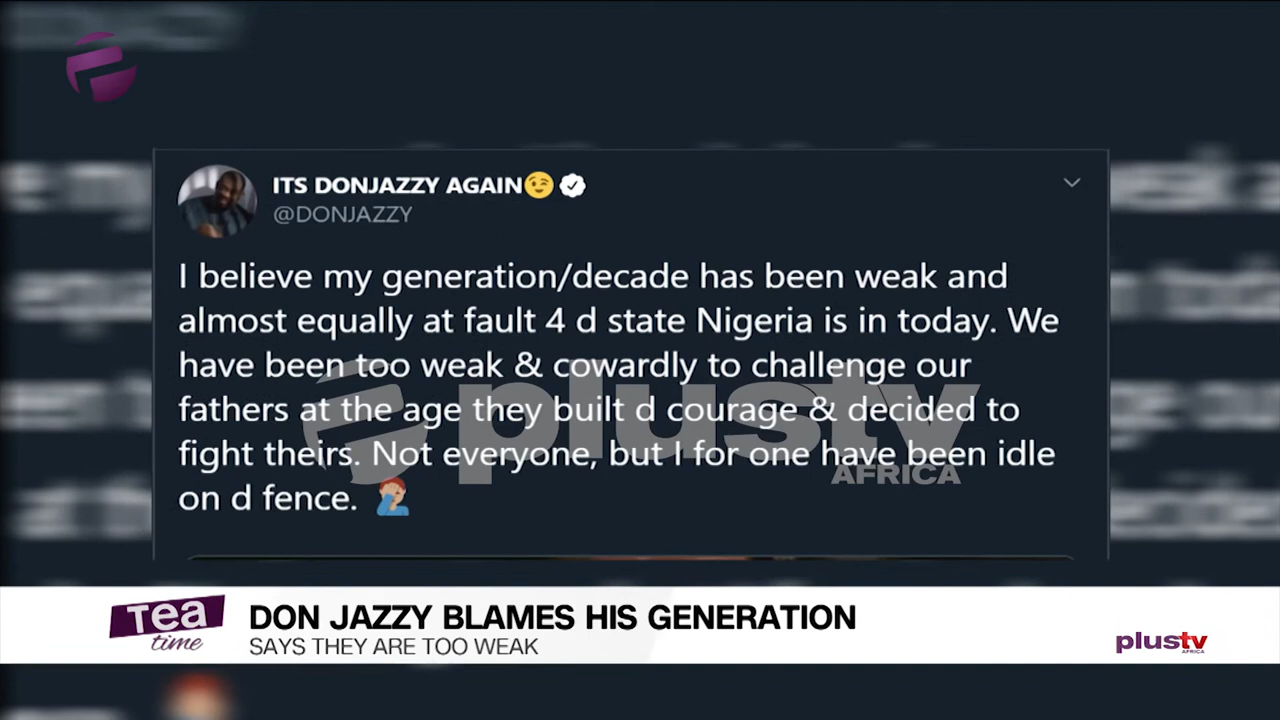 ITS DONJAZZY AGAIN😉
@DONJAZZY
I believe my generation/decade has been weak and
almost equally at fault 4 d state Nigeria is in today. We
have been too weak & cowardly to challenge our
fathers at the age they built d courage & decided to
fight theirs. Not everyone, but I for one have been idle
on d fence. 🤦🏼‍♂️
plustv
AFRICA
Tea
time
DON JAZZY BLAMES HIS GENERATION
SAYS THEY ARE TOO WEAK
plustv
AFRICA